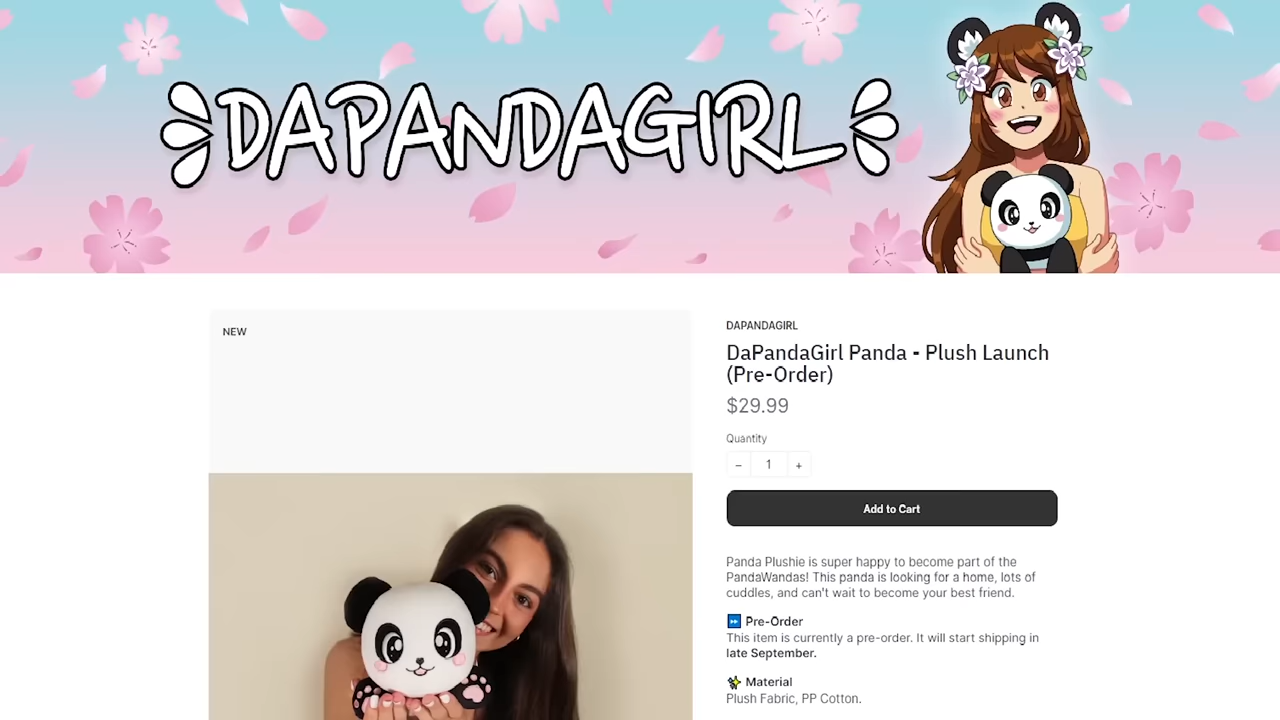 DAPANDAGIRL
NEW
DAPANDAGIRL
DaPandaGirl Panda - Plush Launch
(Pre-Order)
$29.99
Quantity
− 1 +
Add to Cart
Panda Plushie is super happy to become part of the
PandaWandas! This panda is looking for a home, lots of
cuddles, and can't wait to become your best friend.
⏩ Pre-Order
This item is currently a pre-order. It will start shipping in
late September.
✨ Material
Plush Fabric, PP Cotton.